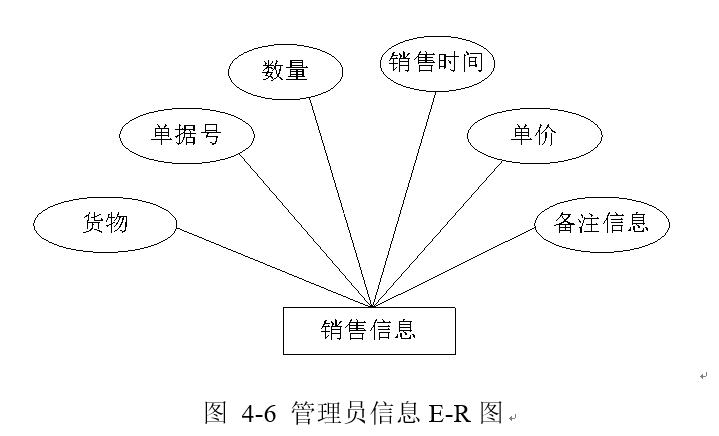 销售时间
数量
单据号
单价
货物
备注信息
销售信息
图 4-6 管理员信息 E-R 图